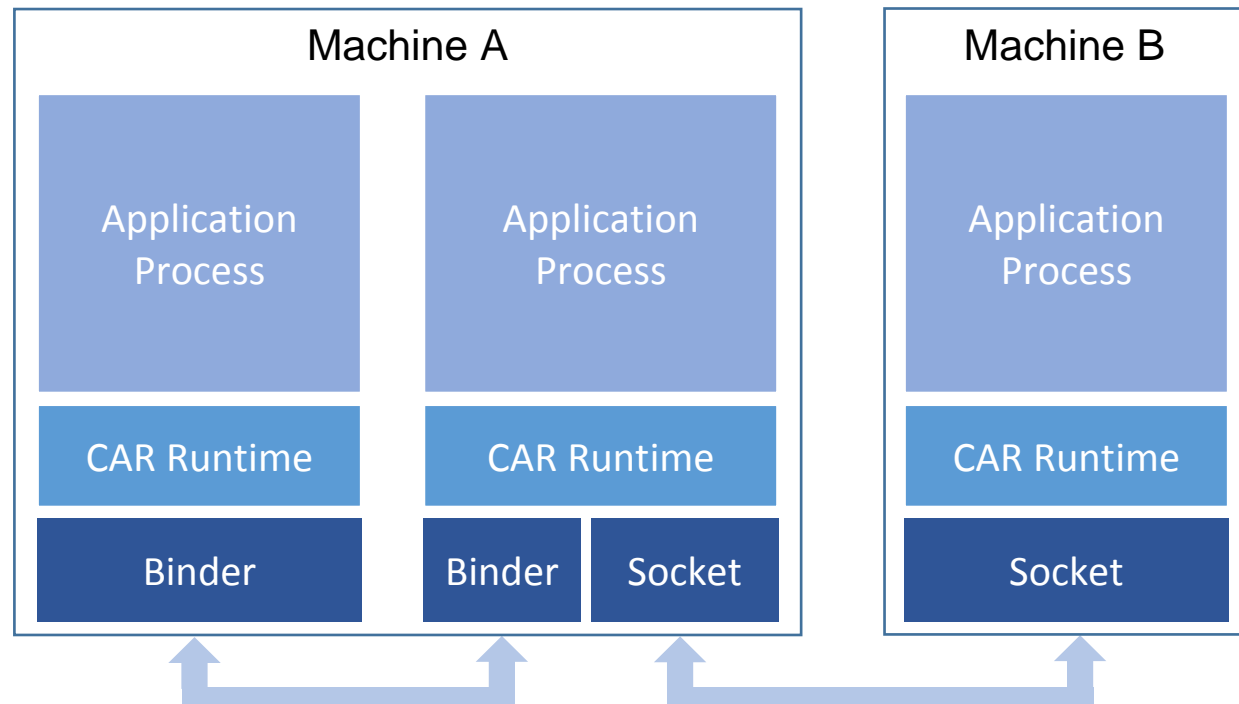 Machine A
Machine B
Application
Process
Application
Process
Application
Process
CAR Runtime
CAR Runtime
CAR Runtime
Binder
Binder
Socket
Socket